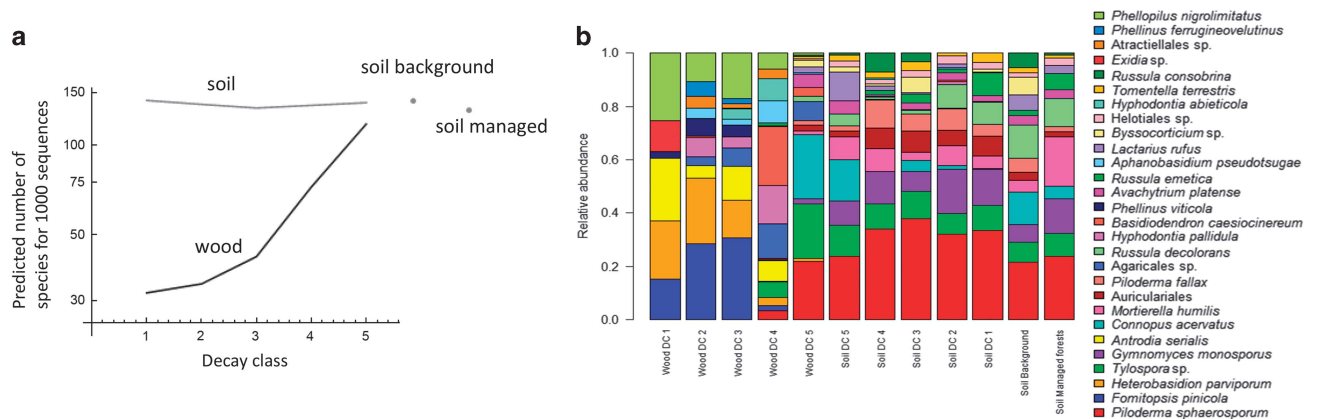 a
Predicted number of
species for 1000 sequences
150
100
75
50
30
soil
wood
soil background
soil managed
1
2
3
4
5
Decay class
b
Relative abundance
1.0
0.8
0.6
0.4
0.2
0.0
Wood DC 1
Wood DC 2
Wood DC 3
Wood DC 4
Wood DC 5
Soil DC 5
Soil DC 4
Soil DC 3
Soil DC 2
Soil DC 1
Soil Background
Soil Managed forests
Phellopilus nigrolimitatus
Phellinus ferrugineovelutinus
Atractiellales sp.
Exidia sp.
Russula consobrina
Tomentella terrestris
Hyphodontia abieticola
Helotiales sp.
Byssocorticium sp.
Lactarius rufus
Aphanobasidium pseudotsugae
Russula emetica
Avachytrium platense
Phellinus viticola
Basidiodendron caesiocinereum
Hyphodontia pallidula
Russula decolorans
Agaricales sp.
Piloderma fallax
Auriculariales
Mortierella humilis
Connopus acervatus
Antrodia serialis
Gymnomyces monosporus
Tylospora sp.
Heterobasidion parviporum
Fomitopsis pinicola
Piloderma sphaerosporum